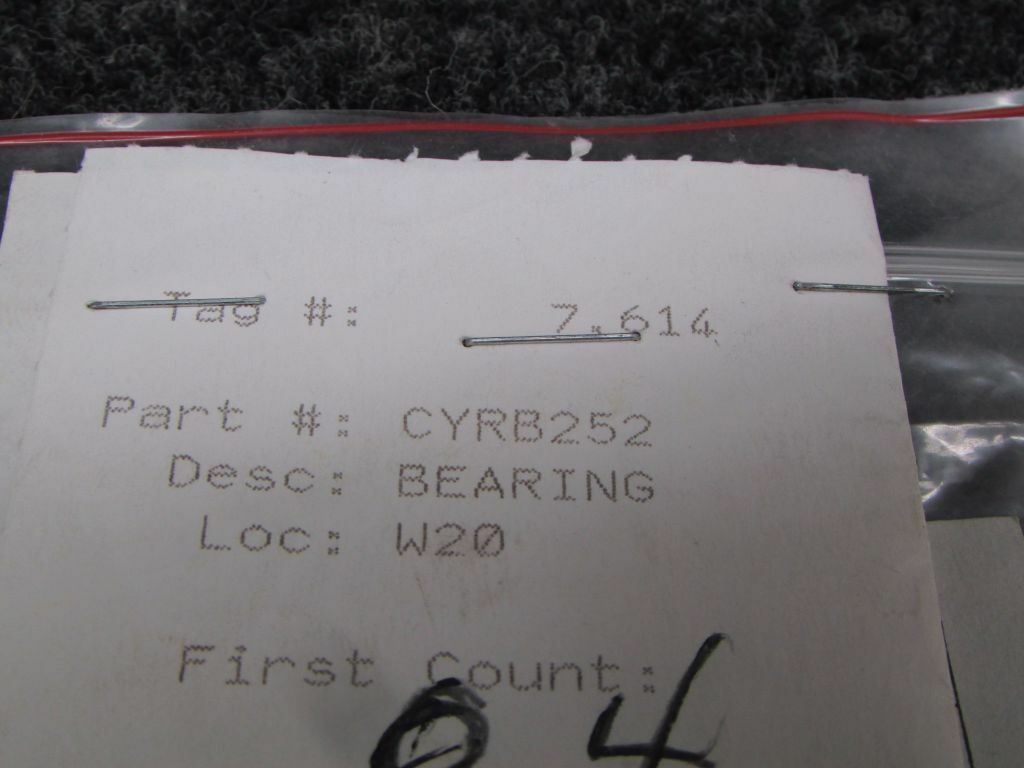 Tag #: 7,614
Part #: CYRB252
Desc: BEARING
Loc: W20
First Count:
04